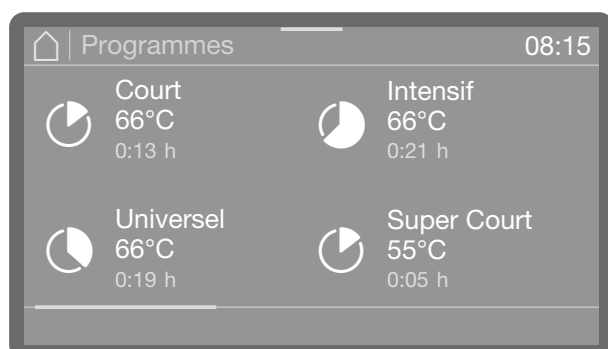 Programmes
08:15
Court
66°C
0:13 h
Intensif
66°C
0:21 h
Universel
66°C
0:19 h
Super Court
55°C
0:05 h